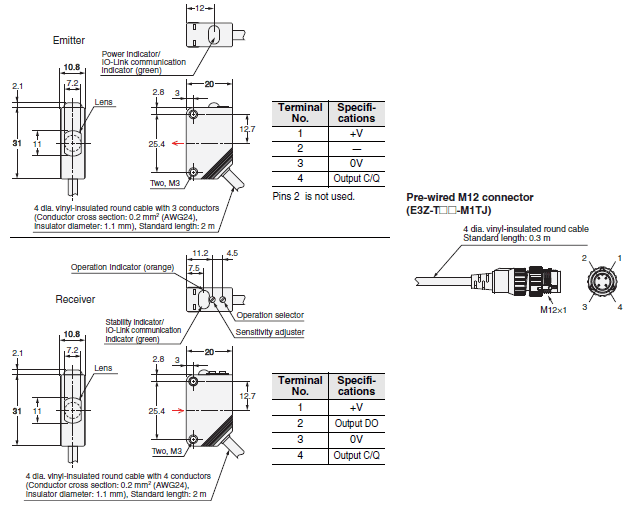 12
Emitter
Power Indicator/
IO-Link communication
Indicator (green)
10.8
7.2
2.1
Lens
31
11
20
2.8
3
25.4
12.7
Two, M3
4 dia. vinyl-insulated round cable with 3 conductors
(Conductor cross section: 0.2 mm² (AWG24),
Insulator diameter: 1.1 mm), Standard length: 2 m
Terminal No. Specifi-cations
1 +V
2 —
3 0V
4 Output C/Q
Pins 2 is not used.
Pre-wired M12 connector
(E3Z-T□□-M1TJ)
4 dia. vinyl-insulated round cable
Standard length: 0.3 m
2
1
M12×1
3
4
11.2
4.5
Operation Indicator (orange)
7.5
Receiver
Stability Indicator/
IO-Link communication
Indicator (green)
Operation selector
Sensitivity adjuster
10.8
7.2
2.1
Lens
31
11
20
2.8
3
25.4
12.7
Two, M3
4 dia. vinyl-insulated round cable with 4 conductors
(Conductor cross section: 0.2 mm² (AWG24),
Insulator diameter: 1.1 mm), Standard length: 2 m
Terminal No. Specifi-cations
1 +V
2 Output DO
3 0V
4 Output C/Q